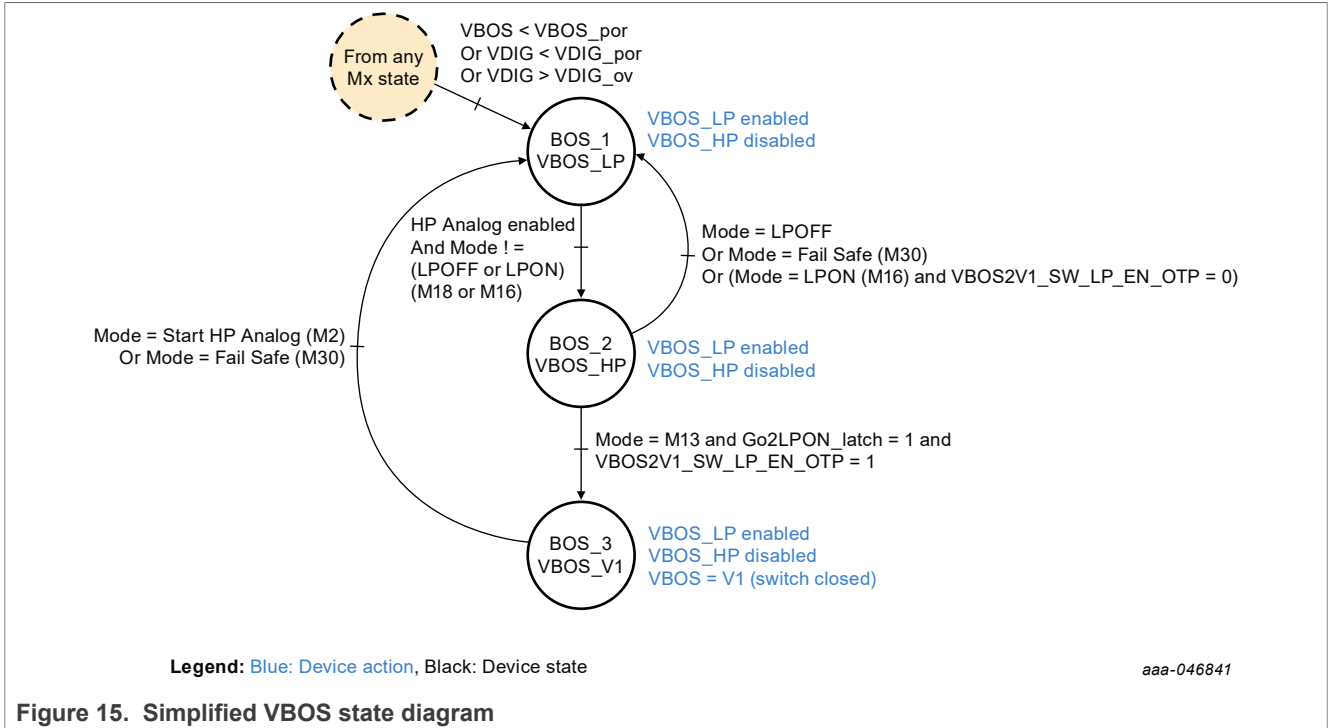 VBOS < VBOS_por
Or VDIG < VDIG_por
Or VDIG > VDIG_ov
From any
Mx state
BOS_1
VBOS_LP
VBOS_LP enabled
VBOS_HP disabled
HP Analog enabled
And Mode ! =
(LPOFF or LPON)
(M18 or M16)
Mode = LPOFF
Or Mode = Fail Safe (M30)
Or (Mode = LPON (M16) and VBOS2V1_SW_LP_EN_OTP = 0)
Mode = Start HP Analog (M2)
Or Mode = Fail Safe (M30)
BOS_2
VBOS_HP
VBOS_LP enabled
VBOS_HP disabled
Mode = M13 and Go2LPON_latch = 1 and
VBOS2V1_SW_LP_EN_OTP = 1
BOS_3
VBOS_V1
VBOS_LP enabled
VBOS_HP disabled
VBOS = V1 (switch closed)
Legend: Blue: Device action, Black: Device state
aaa-046841
Figure 15. Simplified VBOS state diagram